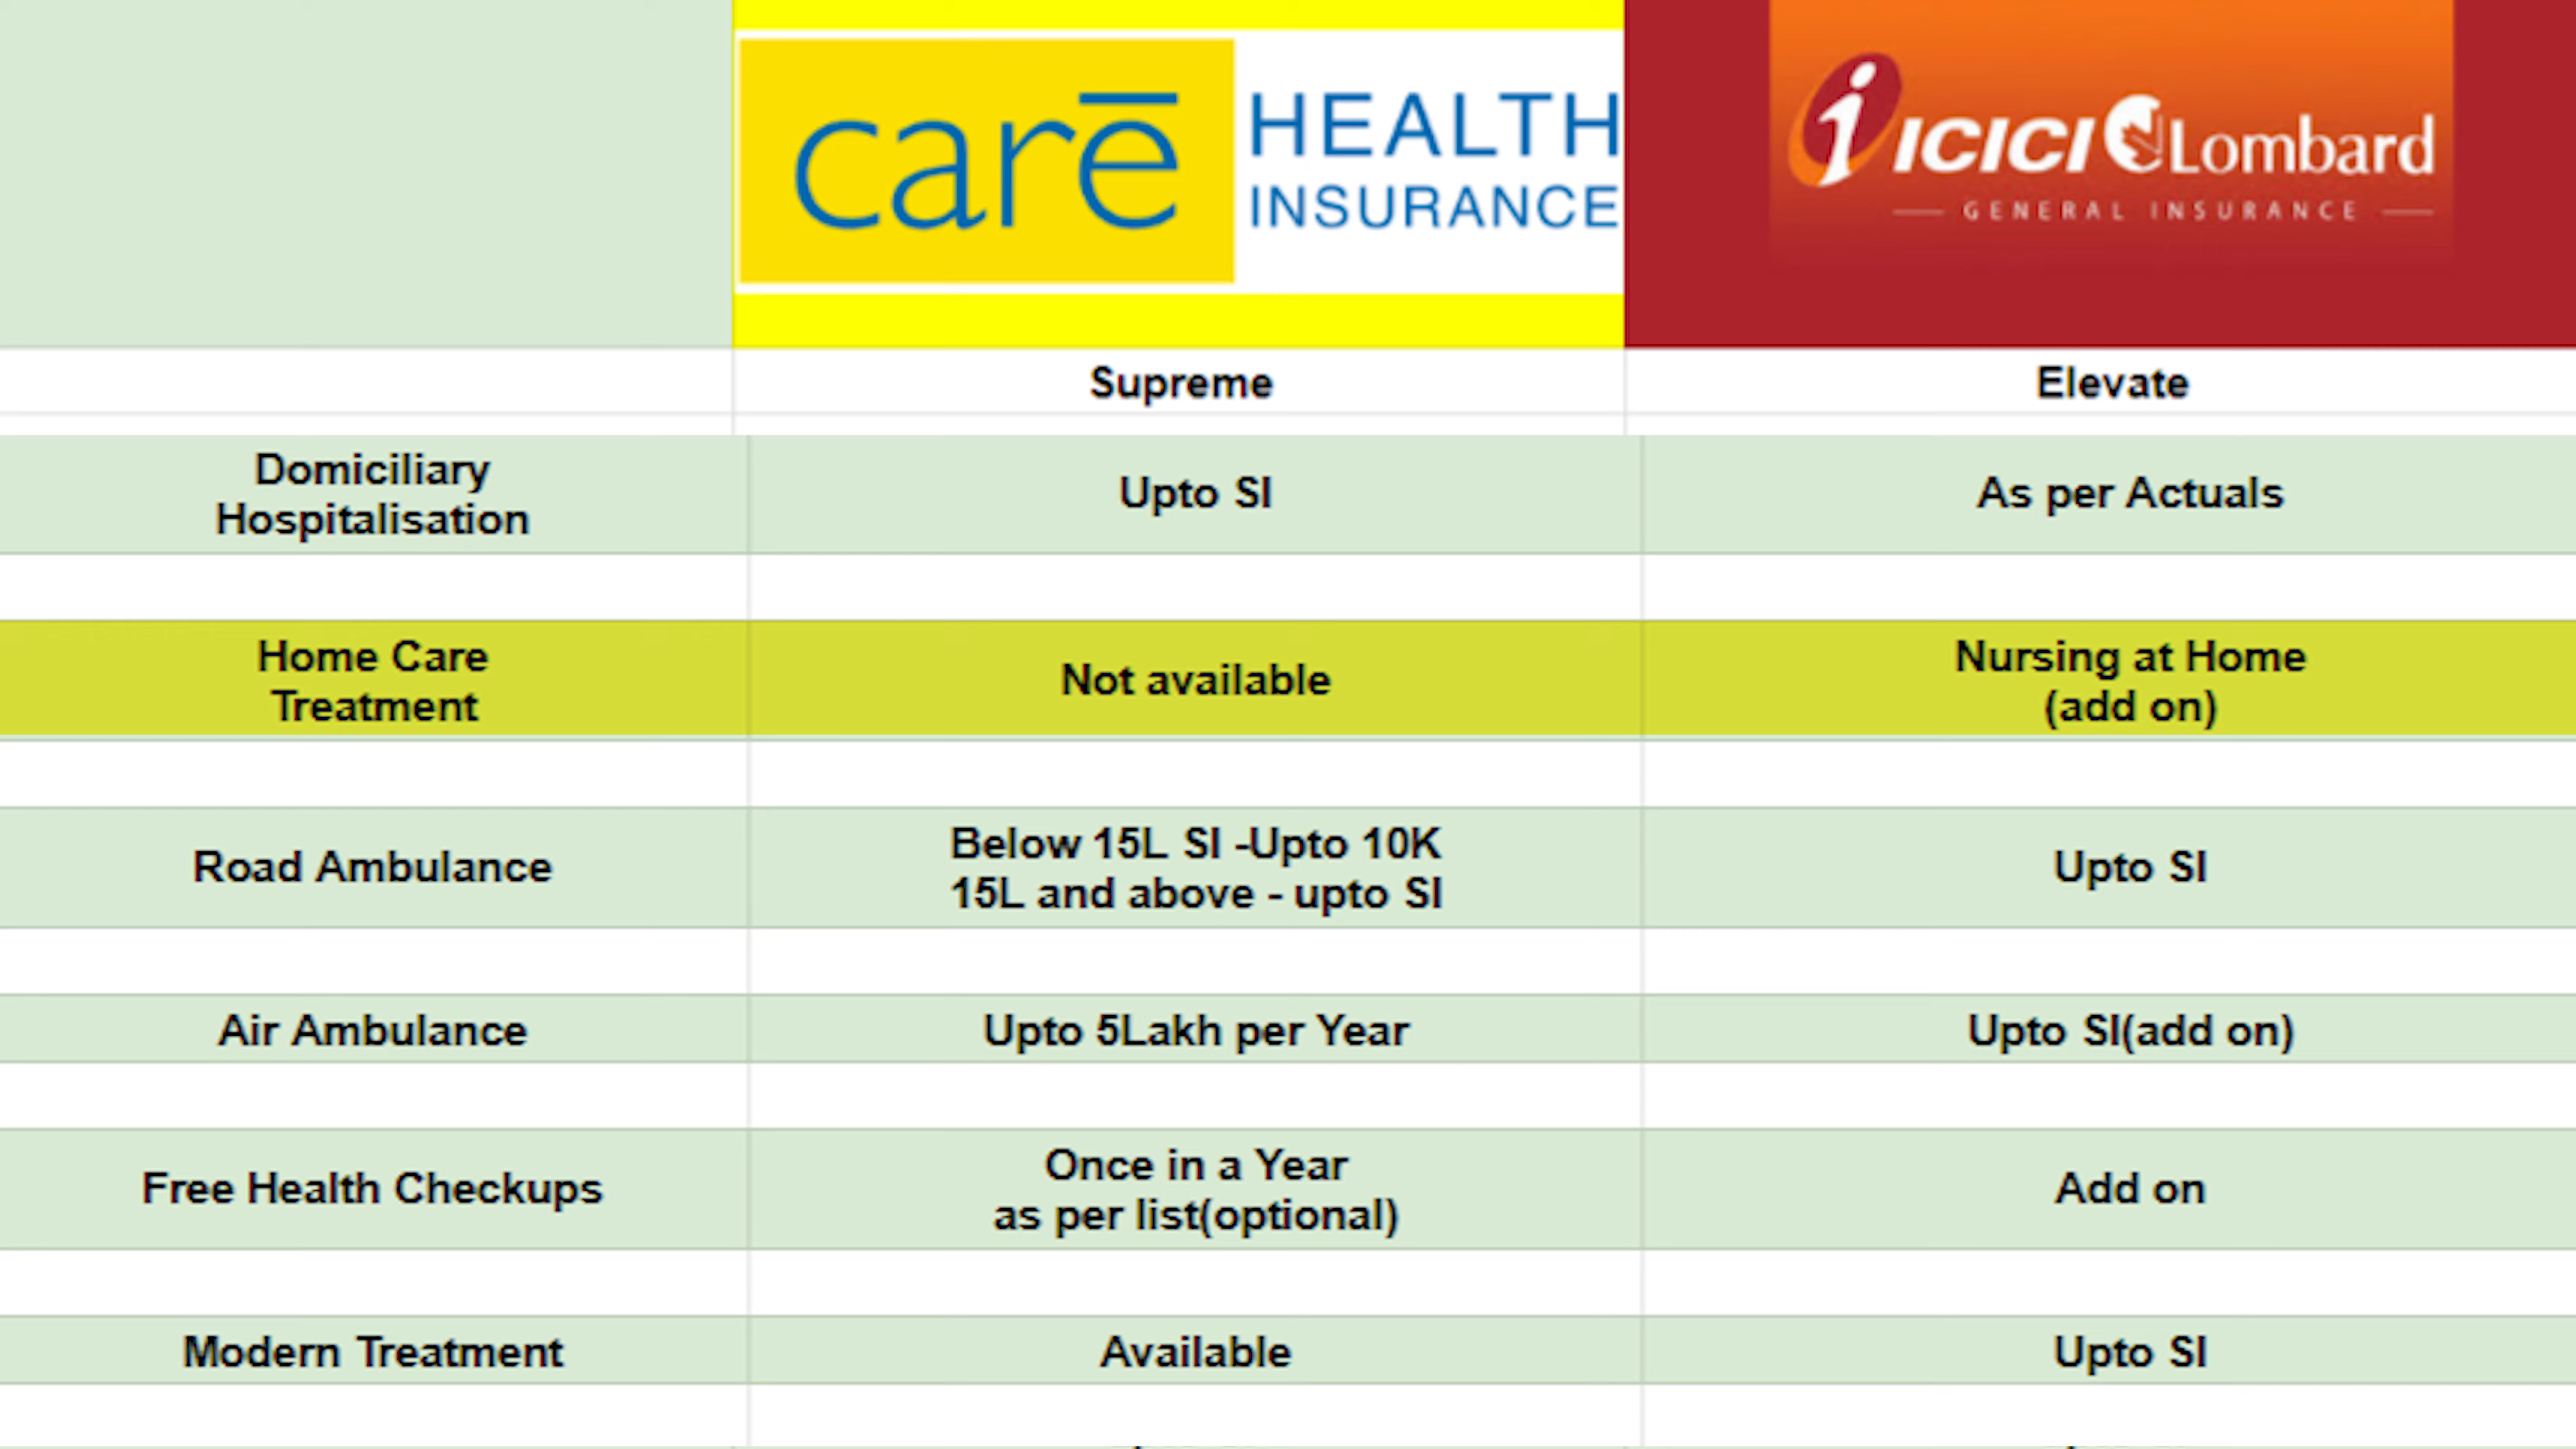 care HEALTH
INSURANCE
ICICI Lombard
GENERAL INSURANCE
Supreme Elevate
Domiciliary
Hospitalisation
Upto SI
As per Actuals
Home Care
Treatment
Not available
Nursing at Home
(add on)
Road Ambulance
Below 15L SI -Upto 10K
15L and above - upto SI
Upto SI
Air Ambulance
Upto 5Lakh per Year
Upto SI(add on)
Free Health Checkups
Once in a Year
as per list(optional)
Add on
Modern Treatment
Available
Upto SI